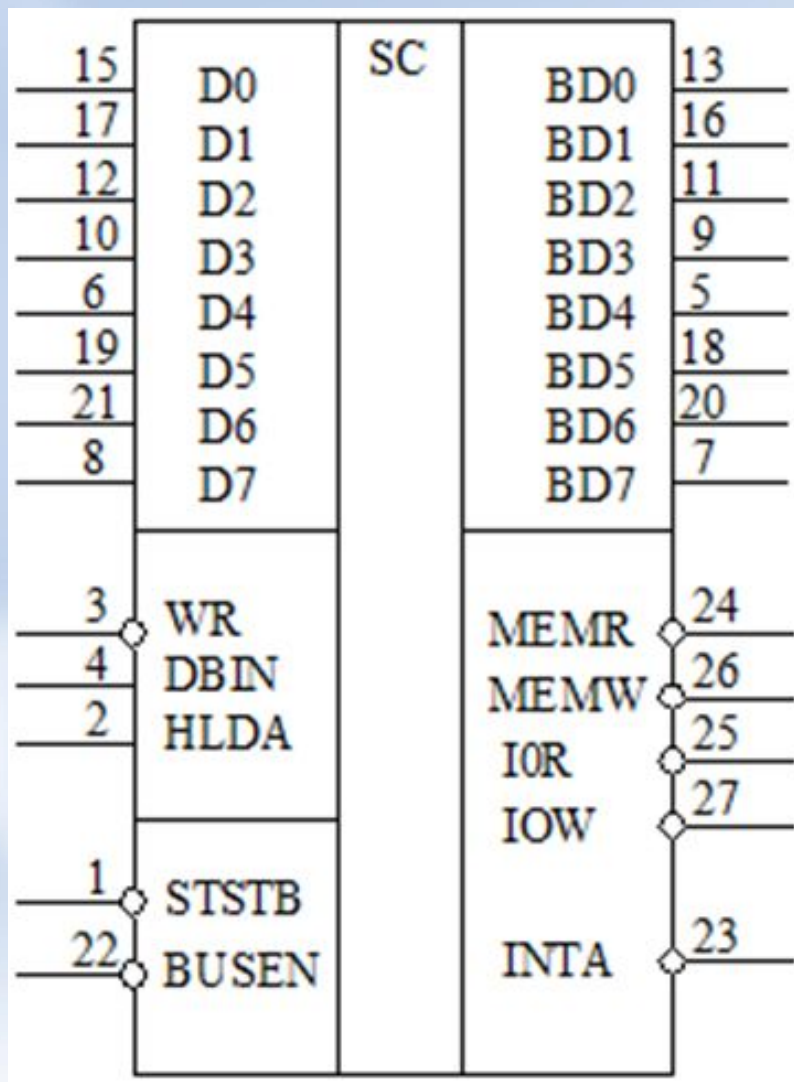 15 D0 SC BD0 13
17 D1 BD1 16
12 D2 BD2 11
10 D3 BD3 9
6 D4 BD4 5
19 D5 BD5 18
21 D6 BD6 20
8 D7 BD7 7
3 WR MEMR 24
4 DBIN MEMW 26
2 HLDA I0R 25
IOW 27
1 STSTB
22 BUSEN INTA 23